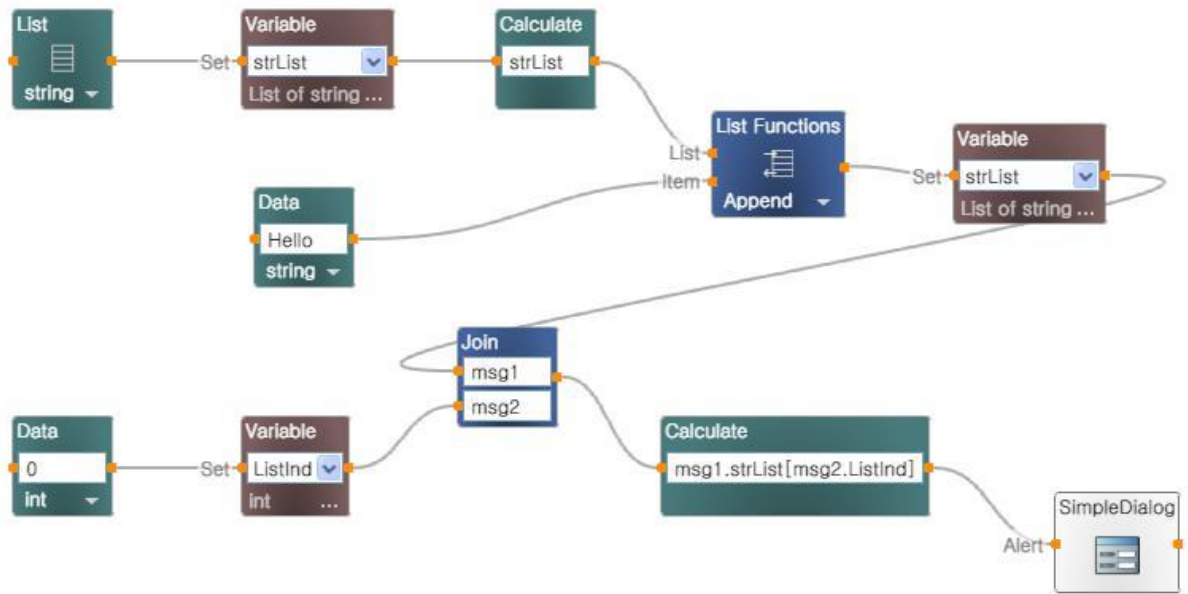 List
string
Set
Variable
strList
List of string ...
Calculate
strList
List Functions
List
Item
Append
Set
Variable
strList
List of string ...
Data
Hello
string
Join
msg1
msg2
Data
0
int
Set
Variable
ListInd
int ...
Calculate
msg1.strList[msg2.ListInd]
Alert
SimpleDialog